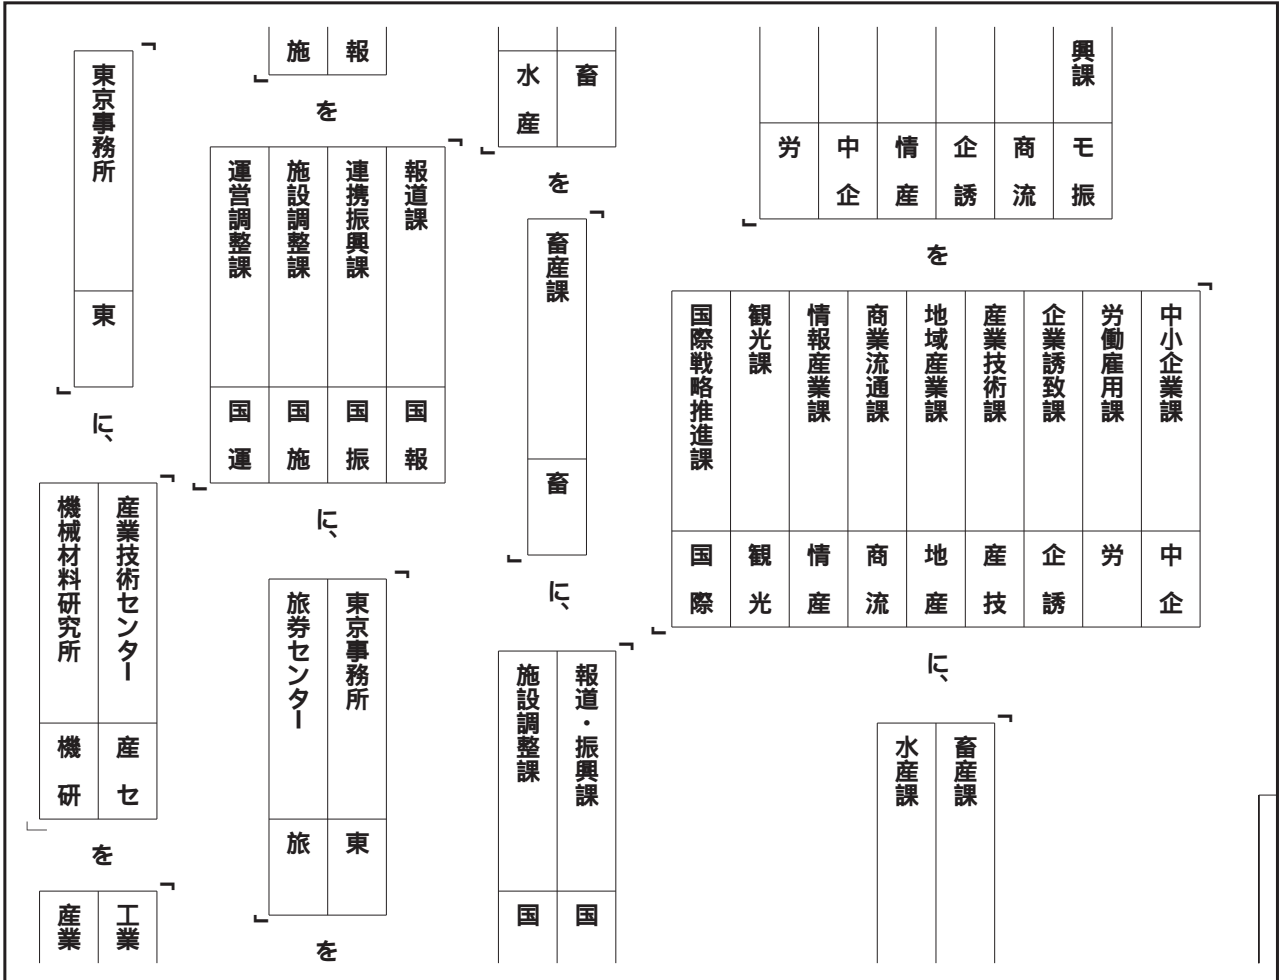 興課
モ振
商流
企誘
情産
中企
労
を
「
中小企業課
中企
労働雇用課
労
企業誘致課
企誘
産業技術課
産技
地域産業課
地産
商業流通課
商流
情報産業課
情産
観光課
観光
国際戦略推進課
国際
」
に、
「
畜産課
水産課
畜
水産
」
を
「
畜産課
畜
」
に、
「
報道・振興課
国
施設調整課
国
報
施
」
を
「
報道課
国報
連携振興課
国振
施設調整課
国施
運営調整課
国運
」
に、
「
東京事務所
東
旅券センター
旅
」
を
「
東京事務所
東
」
に、
「
産業技術センター
産セ
機械材料研究所
機研
」
を
「
工業
産業